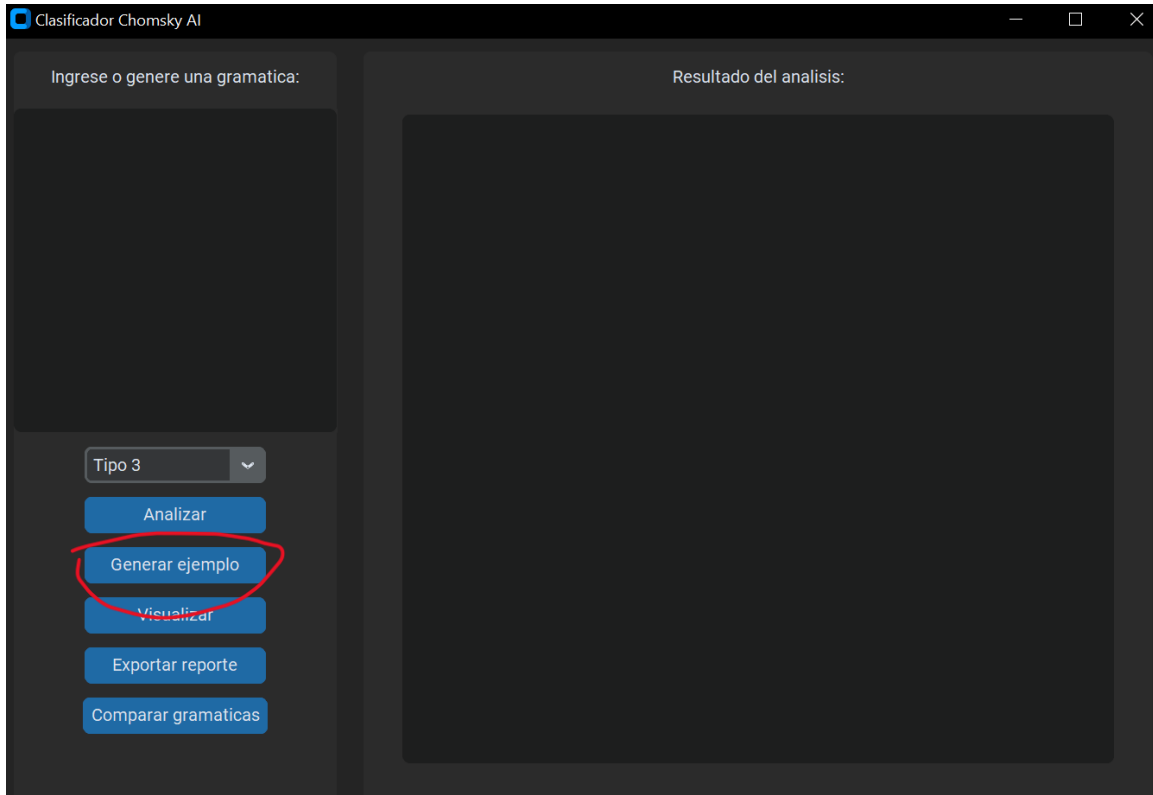 Clasificador Chomsky AI
Ingrese o genere una gramatica:
Resultado del analisis:
Tipo 3
Analizar
Generar ejemplo
Visualizar
Exportar reporte
Comparar gramaticas